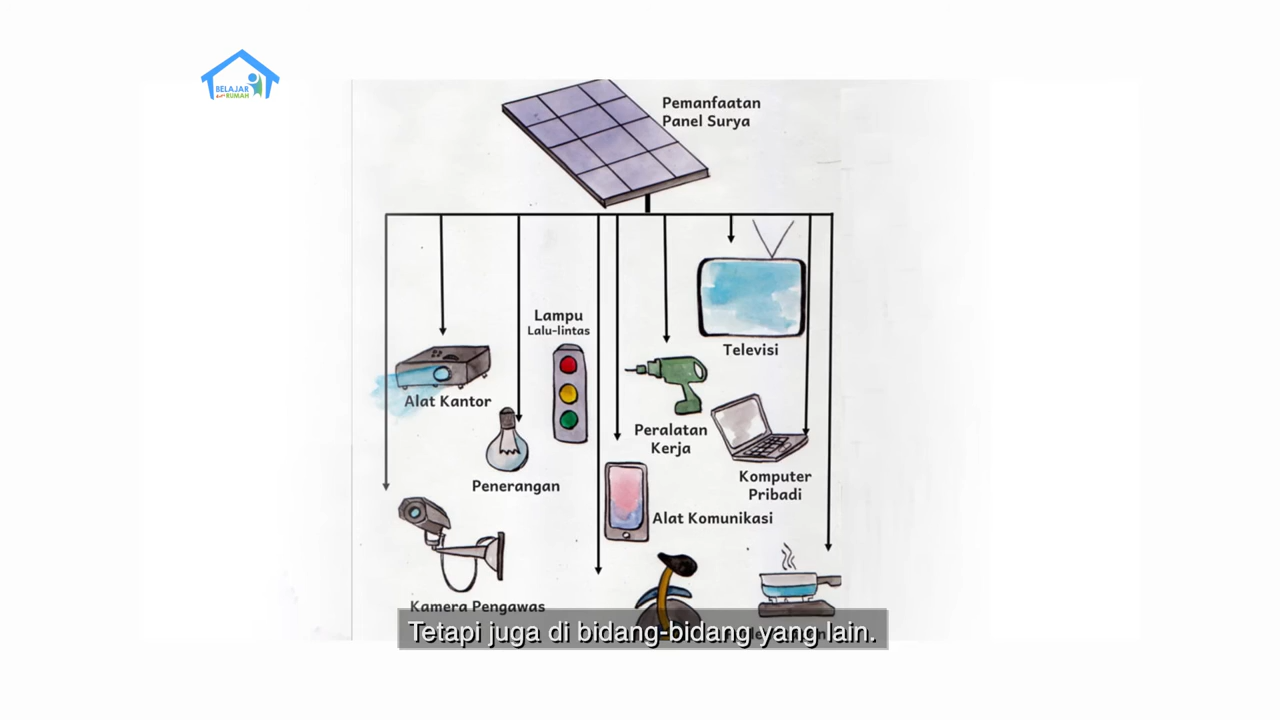 BELAJAR
dari RUMAH
Pemanfaatan
Panel Surya
Lampu
Lalu-lintas
Televisi
Alat Kantor
Peralatan
Kerja
Penerangan
Komputer
Pribadi
Alat Komunikasi
Kamera Pengawas
Tetapi juga di bidang-bidang yang lain.